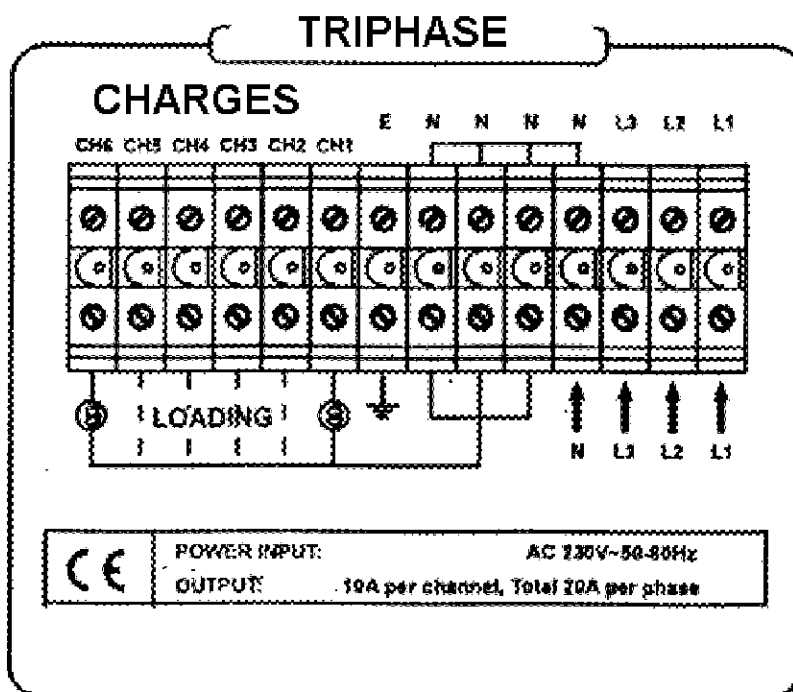 TRIPHASE
CHARGES
E N N N N L3 L2 L1
CH6 CH5 CH4 CH3 CH2 CH1
LOADING
N L3 L2 L1
CE
POWER INPUT: AC 230V~50-60Hz
OUTPUT: 10A per channel, Total 20A per phase